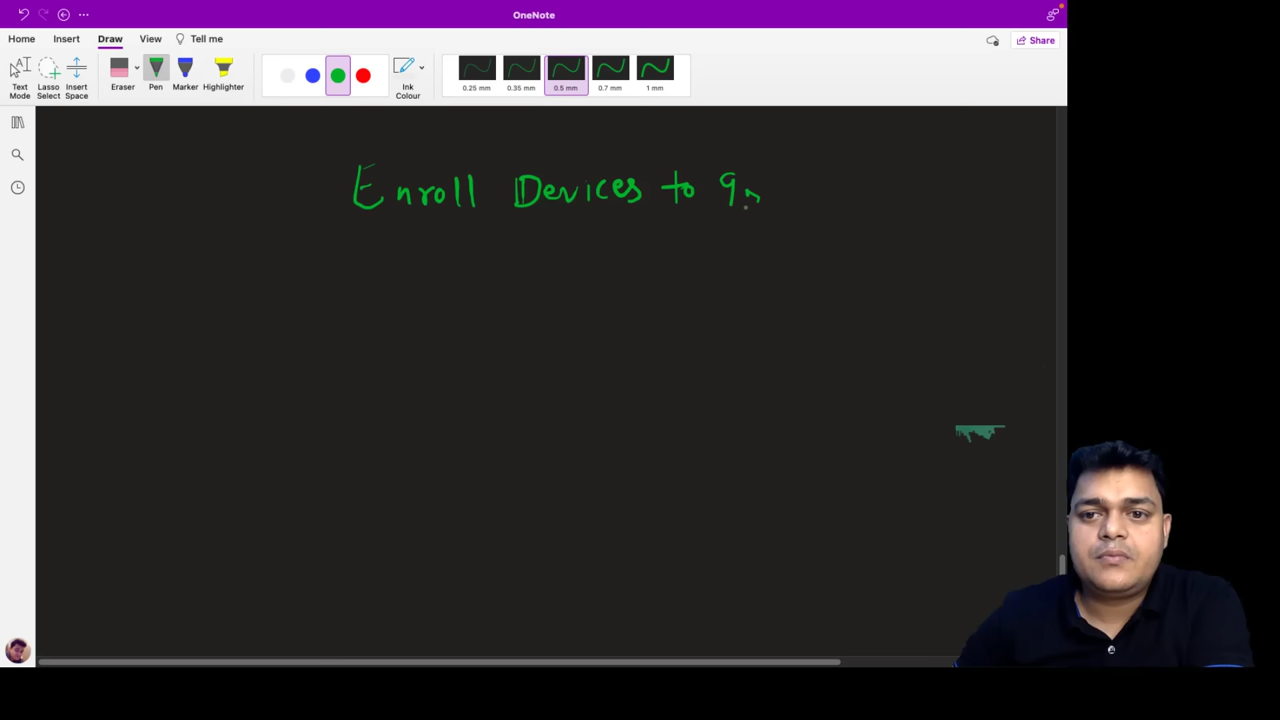 OneNote
Home Insert Draw View Tell me
Share
Text Mode Lasso Select Insert Space Eraser Pen Marker Highlighter Ink Colour 0.25 mm 0.35 mm 0.5 mm 0.7 mm 1 mm
Enroll Devices to